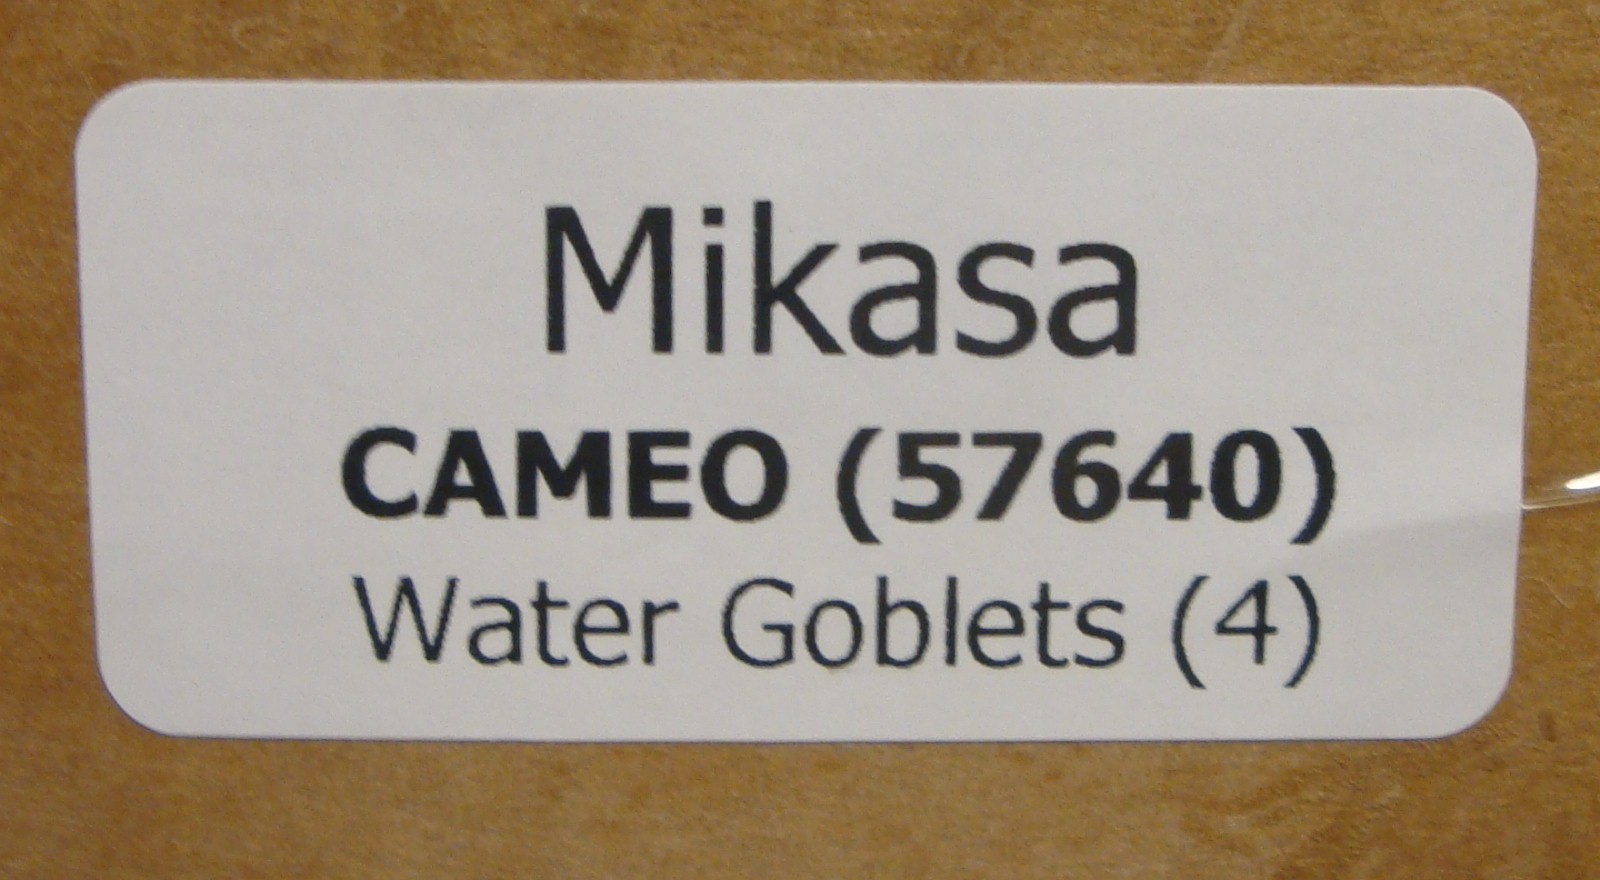 Mikasa
CAMEO (57640)
Water Goblets (4)